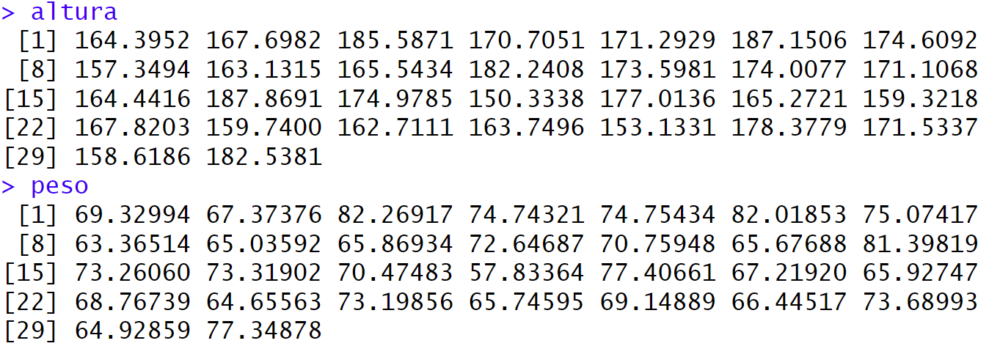 > altura
[1] 164.3952 167.6982 185.5871 170.7051 171.2929 187.1506 174.6092
[8] 157.3494 163.1315 165.5434 182.2408 173.5981 174.0077 171.1068
[15] 164.4416 187.8691 174.9785 150.3338 177.0136 165.2721 159.3218
[22] 167.8203 159.7400 162.7111 163.7496 153.1331 178.3779 171.5337
[29] 158.6186 182.5381
> peso
[1] 69.32994 67.37376 82.26917 74.74321 74.75434 82.01853 75.07417
[8] 63.36514 65.03592 65.86934 72.64687 70.75948 65.67688 81.39819
[15] 73.26060 73.31902 70.47483 57.83364 77.40661 67.21920 65.92747
[22] 68.76739 64.65563 73.19856 65.74595 69.14889 66.44517 73.68993
[29] 64.92859 77.34878